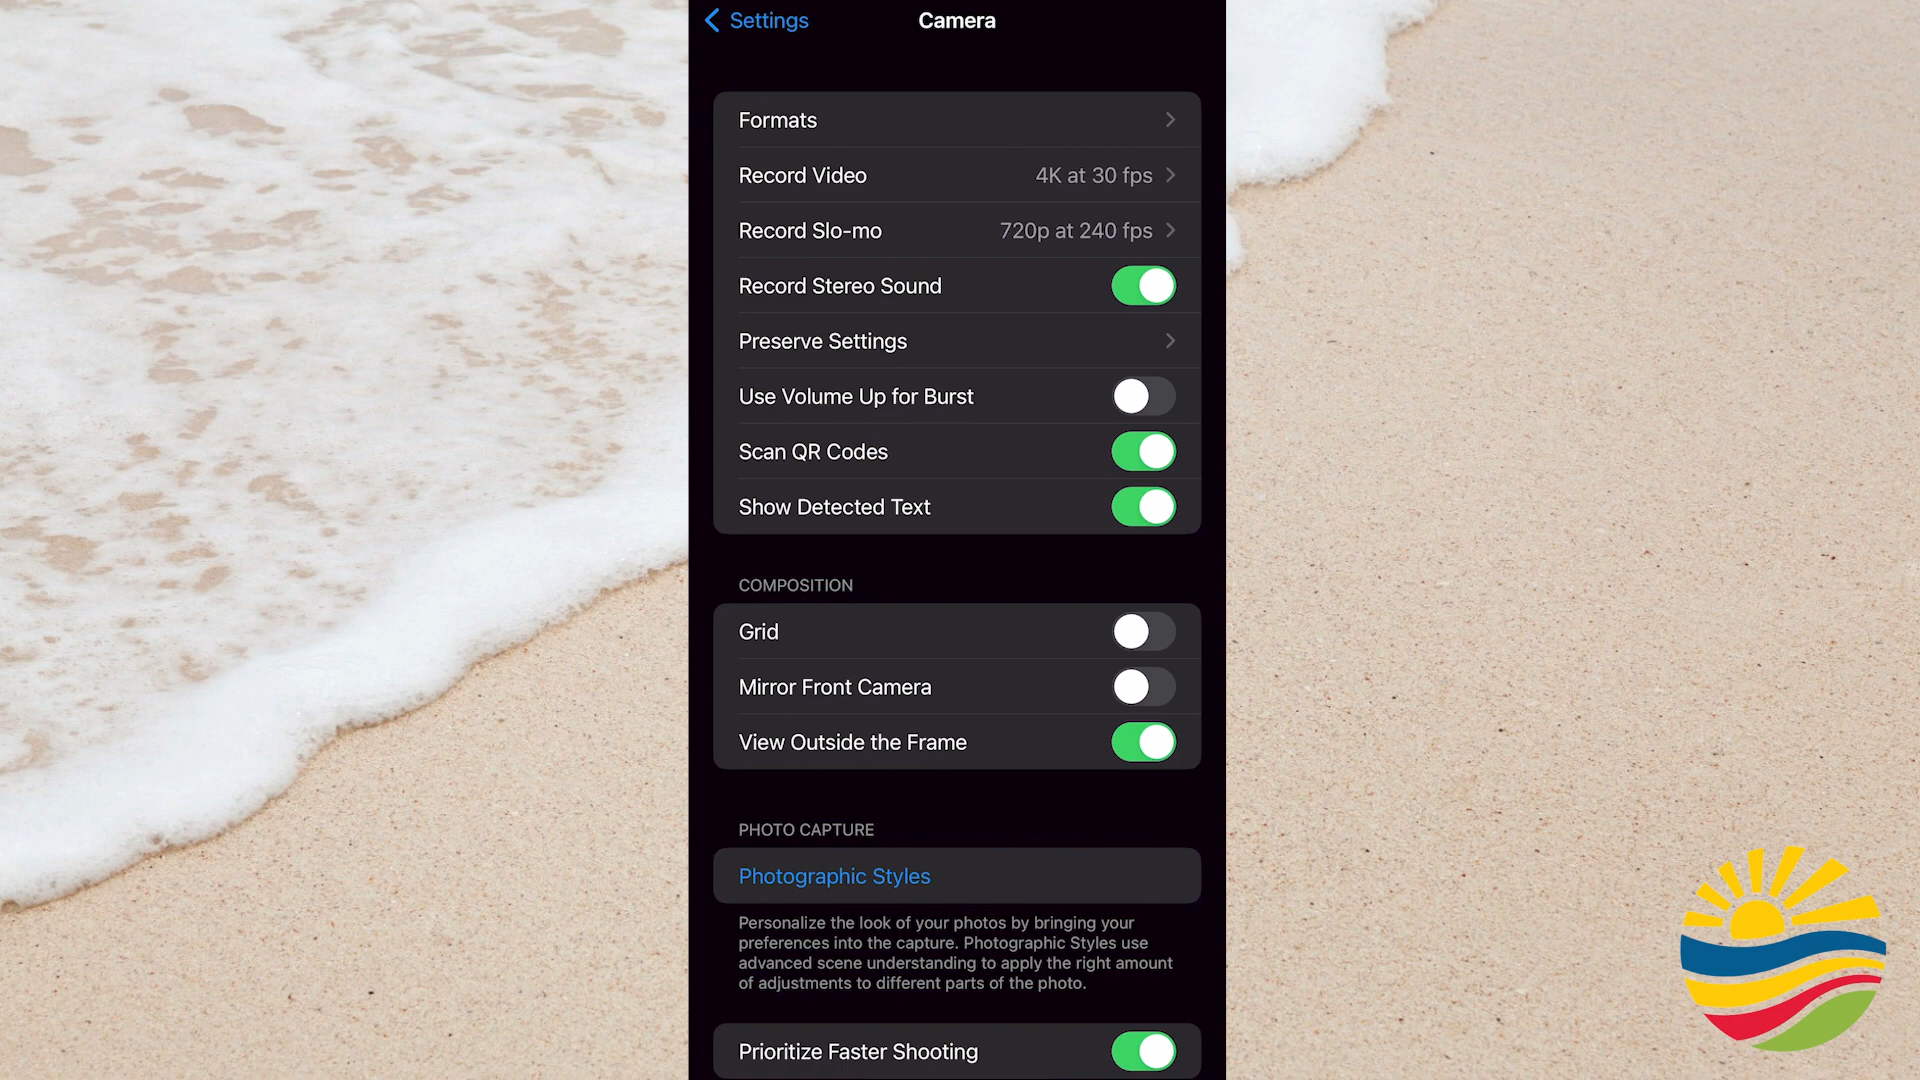 Settings
Camera
Formats
Record Video
4K at 30 fps
Record Slo-mo
720p at 240 fps
Record Stereo Sound
Preserve Settings
Use Volume Up for Burst
Scan QR Codes
Show Detected Text
COMPOSITION
Grid
Mirror Front Camera
View Outside the Frame
PHOTO CAPTURE
Photographic Styles
Personalize the look of your photos by bringing your
preferences into the capture. Photographic Styles use
advanced scene understanding to apply the right amount
of adjustments to different parts of the photo.
Prioritize Faster Shooting